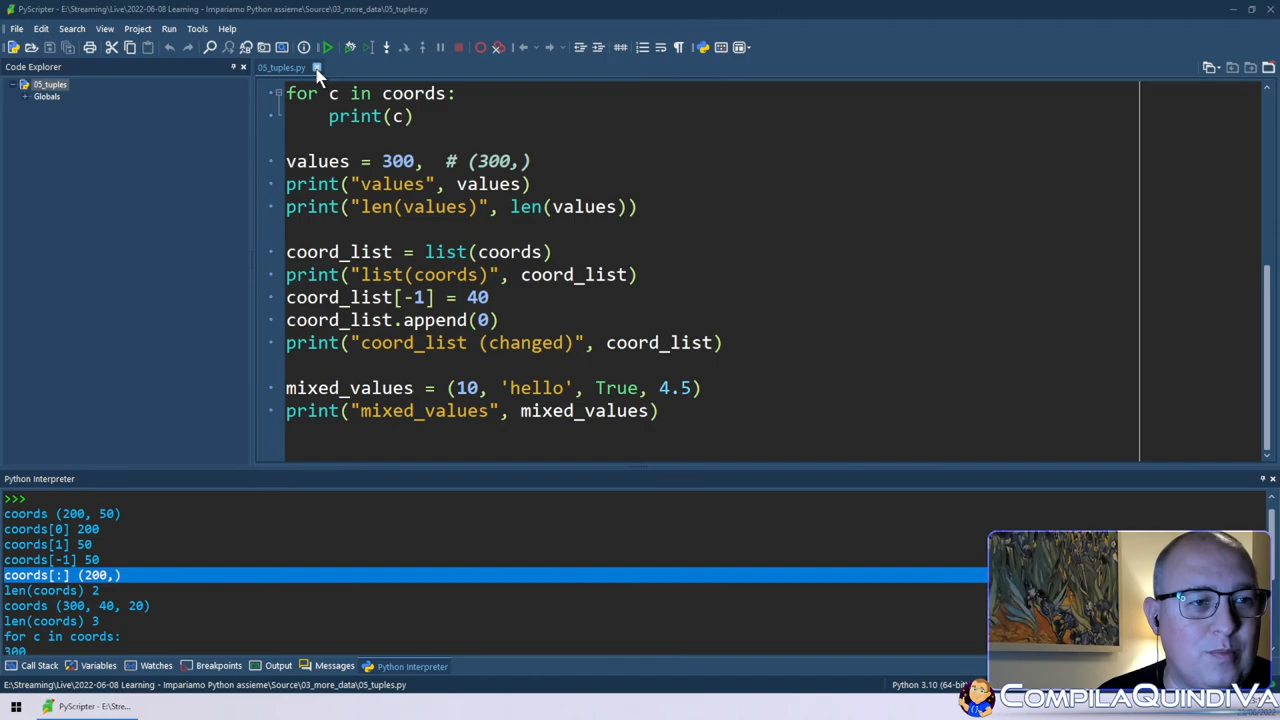 PyScripter - E:\Streaming\Live\2022-06-08 Learning - Impariamo Python assieme\Source\03_more_data\05_tuples.py
File Edit Search View Project Run Tools Help
Code Explorer
05_tuples.py
05_tuples
Globals
for c in coords:
print(c)
values = 300,  # (300,)
print("values", values)
print("len(values)", len(values))
coord_list = list(coords)
print("list(coords)", coord_list)
coord_list[-1] = 40
coord_list.append(0)
print("coord_list (changed)", coord_list)
mixed_values = (10, 'hello', True, 4.5)
print("mixed_values", mixed_values)
Python Interpreter
>>>
coords (200, 50)
coords[0] 200
coords[1] 50
coords[-1] 50
coords[:] (200,)
len(coords) 2
coords (300, 40, 20)
len(coords) 3
for c in coords:
300
Call Stack Variables Watches Breakpoints Output Messages Python Interpreter
E:\Streaming\Live\2022-06-08 Learning - Impariamo Python assieme\Source\03_more_data\05_tuples.py
Python 3.10 (64-bit)
COMPILAQUINDIVA
PyScripter - E:\Stre...